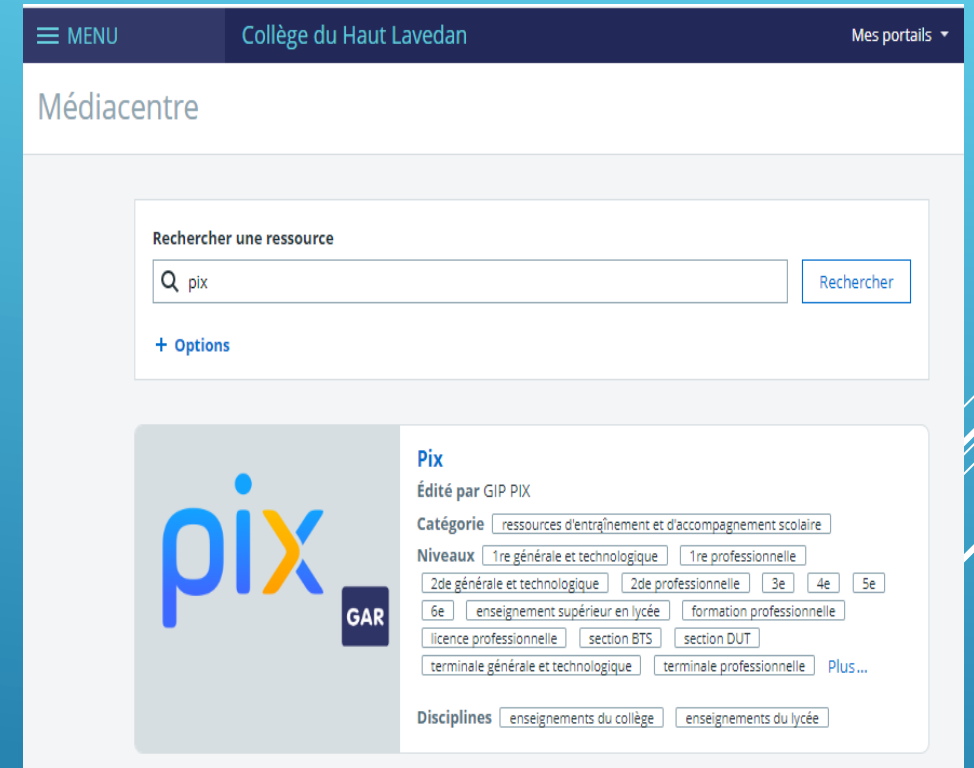 MENU Collège du Haut Lavedan Mes portails
Médiacentre
Rechercher une ressource
pix Rechercher
+ Options
pix
GAR
Pix
Édité par GIP PIX
Catégorie ressources d'entraînement et d'accompagnement scolaire
Niveaux 1re générale et technologique 1re professionnelle
2de générale et technologique 2de professionnelle 3e 4e 5e
6e enseignement supérieur en lycée formation professionnelle
licence professionnelle section BTS section DUT
terminale générale et technologique terminale professionnelle Plus...
Disciplines enseignements du collège enseignements du lycée